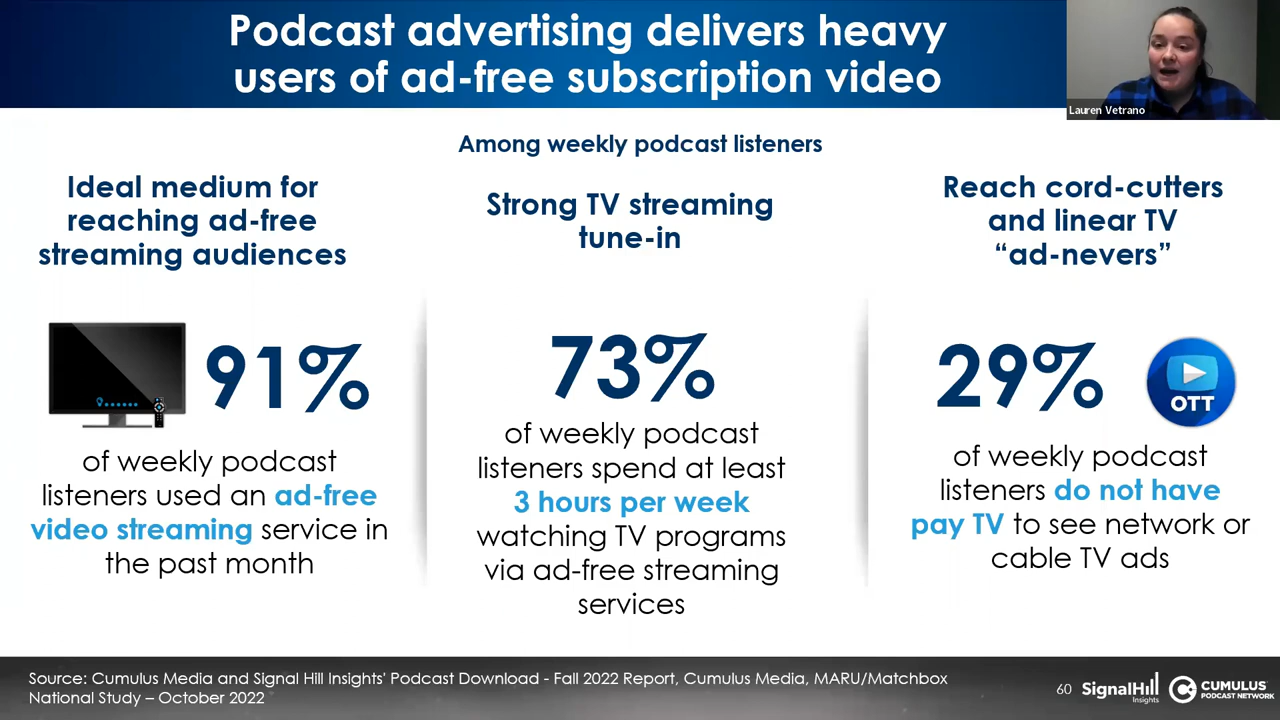 Podcast advertising delivers heavy
users of ad-free subscription video
Lauren Vetrano
Among weekly podcast listeners
Ideal medium for
reaching ad-free
streaming audiences
91%
of weekly podcast
listeners used an ad-free
video streaming service in
the past month
Strong TV streaming
tune-in
73%
of weekly podcast
listeners spend at least
3 hours per week
watching TV programs
via ad-free streaming
services
Reach cord-cutters
and linear TV
“ad-nevers”
29%
OTT
of weekly podcast
listeners do not have
pay TV to see network or
cable TV ads
Source: Cumulus Media and Signal Hill Insights' Podcast Download - Fall 2022 Report, Cumulus Media, MARU/Matchbox
National Study – October 2022
60
SignalHill
Insights
CUMULUS
PODCAST NETWORK